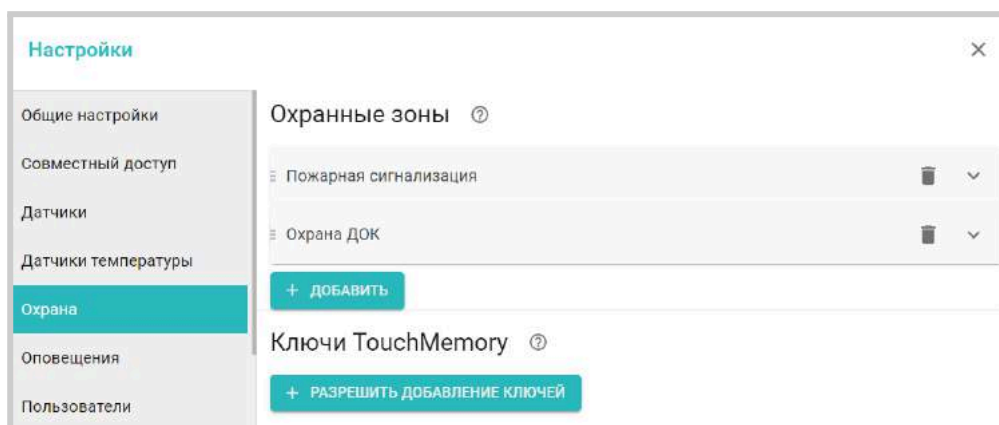 Настройки
Общие настройки
Совместный доступ
Датчики
Датчики температуры
Охрана
Оповещения
Пользователи
Охранные зоны
Пожарная сигнализация
Охрана ДОК
+ ДОБАВИТЬ
Ключи TouchMemory
+ РАЗРЕШИТЬ ДОБАВЛЕНИЕ КЛЮЧЕЙ